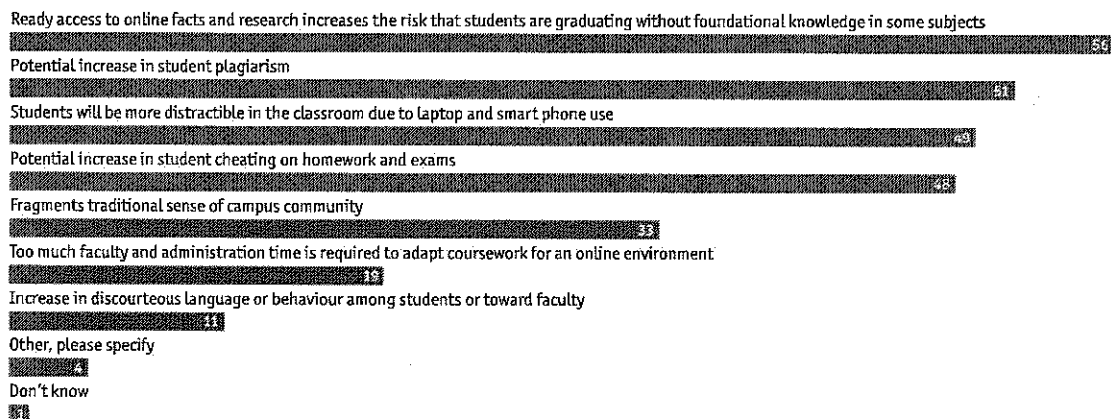 Ready access to online facts and research increases the risk that students are graduating without foundational knowledge in some subjects
56
Potential increase in student plagiarism
51
Students will be more distractible in the classroom due to laptop and smart phone use
49
Potential increase in student cheating on homework and exams
48
Fragments traditional sense of campus community
33
Too much faculty and administration time is required to adapt coursework for an online environment
19
Increase in discourteous language or behaviour among students or toward faculty
11
Other, please specify
4
Don't know
1